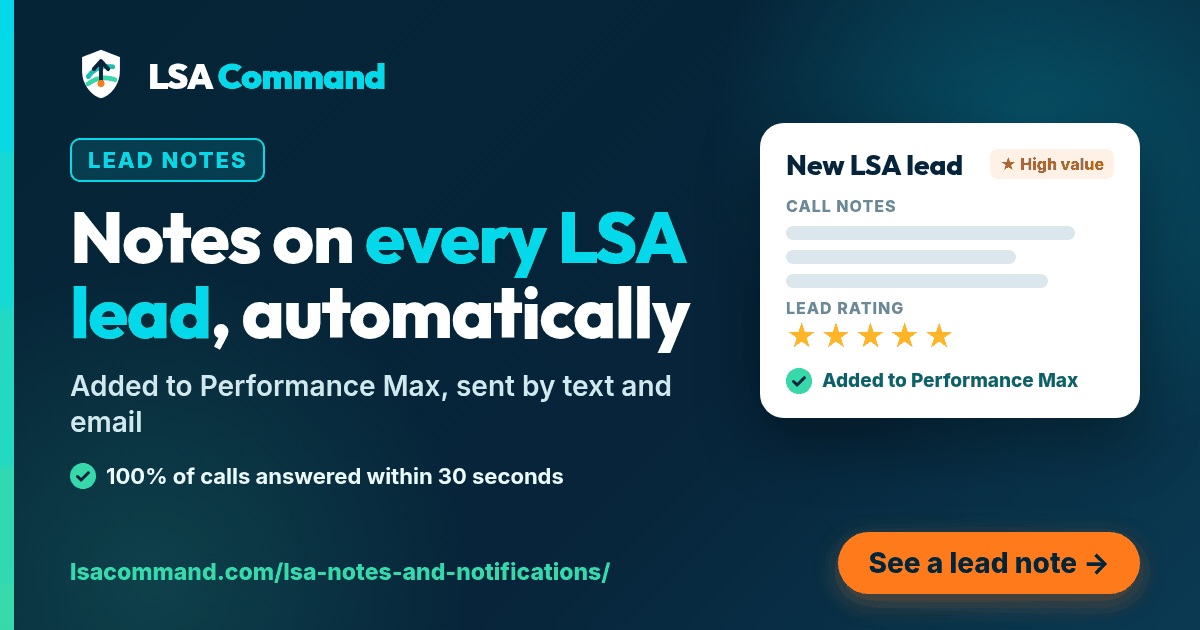 LSA Command
LEAD NOTES
Notes on every LSA
lead, automatically
Added to Performance Max, sent by text and
email
100% of calls answered within 30 seconds
lsacommand.com/lsa-notes-and-notifications/
New LSA lead
★ High value
CALL NOTES
LEAD RATING
★ ★ ★ ★ ★
Added to Performance Max
See a lead note →